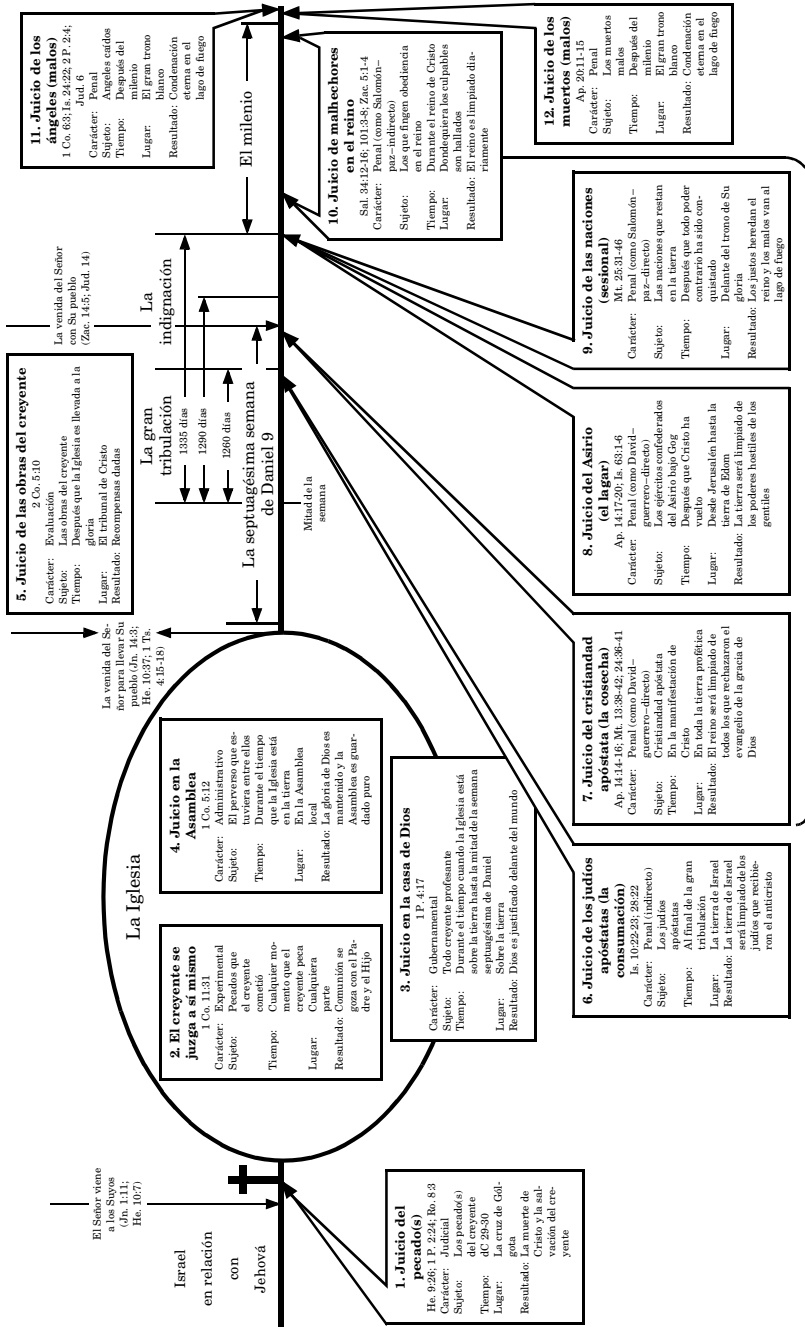 El Señor viene
a los Suyos
(Jn. 1:11;
He. 10:7)
Israel
en relación
con
Jehová
1. Juicio del
pecado(s)
He. 9:26; 1 P. 2:24; Ro. 8:3
Carácter: Judicial
Sujeto: Los pecado(s)
del creyente
Tiempo: dC 29-30
Lugar: La cruz de Gól-
gota
Resultado: La muerte de
Cristo y la sal-
vación del cre-
yente
La Iglesia
2. El creyente se
juzga a sí mismo
1 Co. 11:31
Carácter: Experimental
Sujeto: Pecados que
el creyente
cometió
Tiempo: Cualquier mo-
mento que el
creyente peca
Lugar: Cualquiera
parte
Resultado: Comunión se
goza con el Pa-
dre y el Hijo
4. Juicio en la
Asamblea
1 Co. 5:12
Carácter: Administrativo
Sujeto: El perverso que es-
tuviera entre ellos
Tiempo: Durante el tiempo
que la Iglesia está
en la tierra
Lugar: En la Asamblea
local
Resultado: La gloria de Dios es
mantenido y la
Asamblea es guar-
dado puro
3. Juicio en la casa de Dios
1 P. 4:17
Carácter: Gubernamental
Sujeto: Todo creyente profesante
Tiempo: Durante el tiempo cuando la Iglesia está
sobre la tierra hasta la mitad de la semana
septuagésima de Daniel
Lugar: Sobre la tierra
Resultado: Dios es justificado delante del mundo
La venida del Se-
ñor para llevar Su
pueblo (Jn. 14:3;
He. 10:37; 1 Ts.
4:15-18)
5. Juicio de las obras del creyente
2 Co. 5:10
Carácter: Evaluación
Sujeto: Las obras del creyente
Tiempo: Después que la Iglesia es llevada a la
gloria
Lugar: El tribunal de Cristo
Resultado: Recompensas dadas
La venida del Señor
con Su pueblo
(Zac. 14:5; Jud. 14)
La gran
tribulación
La
indignación
El milenio
1335 días
1290 días
1260 días
La septuagésima semana
de Daniel 9
Mitad de la
semana
6. Juicio de los judíos
apóstatas (la
consumación)
Is. 10:22-23; 28:22
Carácter: Penal (indirecto)
Sujeto: Los judíos
apóstatas
Tiempo: Al final de la gran
tribulación
Lugar: La tierra de Israel
Resultado: La tierra de Israel
será limpiado de los
judíos que recibie-
ron el anticristo
7. Juicio del cristiandad
apóstata (la cosecha)
Ap. 14:14-16; Mt. 13:38-42; 24:36-41
Carácter: Penal (como David–
guerrero–directo)
Sujeto: Cristiandad apóstata
Tiempo: En la manifestación de
Cristo
Lugar: En toda la tierra profética
Resultado: El reino será limpiado de
todos los que rechazaron el
evangelio de la gracia de
Dios
8. Juicio del Asirio
(el lagar)
Ap. 14:17-20; Is. 63:1-6
Carácter: Penal (como David–
guerrero–directo)
Sujeto: Los ejércitos confederados
del Asirio bajo Gog
Tiempo: Después que Cristo ha
vuelto
Lugar: Desde Jerusalén hasta la
tierra de Edom
Resultado: La tierra será limpiado de
los poderes hostiles de los
gentiles
9. Juicio de las naciones
(sesional)
Mt. 25:31-46
Carácter: Penal (como Salomón–
paz–directo)
Sujeto: Las naciones que restan
en la tierra
Tiempo: Después que todo poder
contrario ha sido con-
quistado
Lugar: Delante del trono de Su
gloria
Resultado: Los justos heredan el
reino y los malos van al
lago de fuego
10. Juicio de malhechores
en el reino
Sal. 34:12-16; 101:3-8; Zac. 5:1-4
Carácter: Penal (como Salomón–
paz–indirecto)
Sujeto: Los que fingen obediencia
en el reino
Tiempo: Durante el reino de Cristo
Lugar: Dondequiera los culpables
son hallados
Resultado: El reino es limpiado dia-
riamente
11. Juicio de los
ángeles (malos)
1 Co. 6:3; Is. 24:22; 2 P. 2:4;
Jud. 6
Carácter: Penal
Sujeto: Angeles caídos
Tiempo: Después del
milenio
Lugar: El gran trono
blanco
Resultado: Condenación
eterna en el
lago de fuego
12. Juicio de los
muertos (malos)
Ap. 20:11-15
Carácter: Penal
Sujeto: Los muertos
malos
Tiempo: Después del
milenio
Lugar: El gran trono
blanco
Resultado: Condenación
eterna en el
lago de fuego